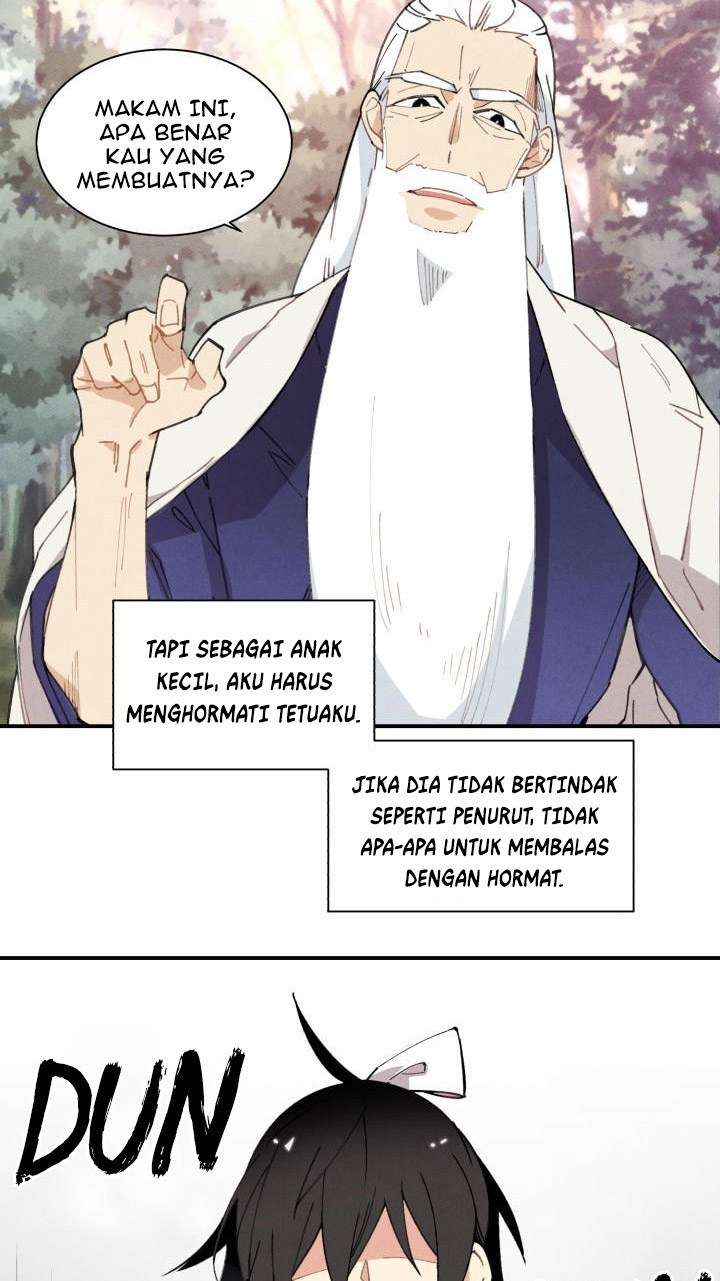 MAKAM INI,
APA BENAR
KAU YANG
MEMBUATNYA?
TAPI SEBAGAI ANAK
KECIL, AKU HARUS
MENGHORMATI TETUAKU.
JIKA DIA TIDAK BERTINDAK
SEPERTI PENURUT, TIDAK
APA-APA UNTUK MEMBALAS
DENGAN HORMAT.
DUN